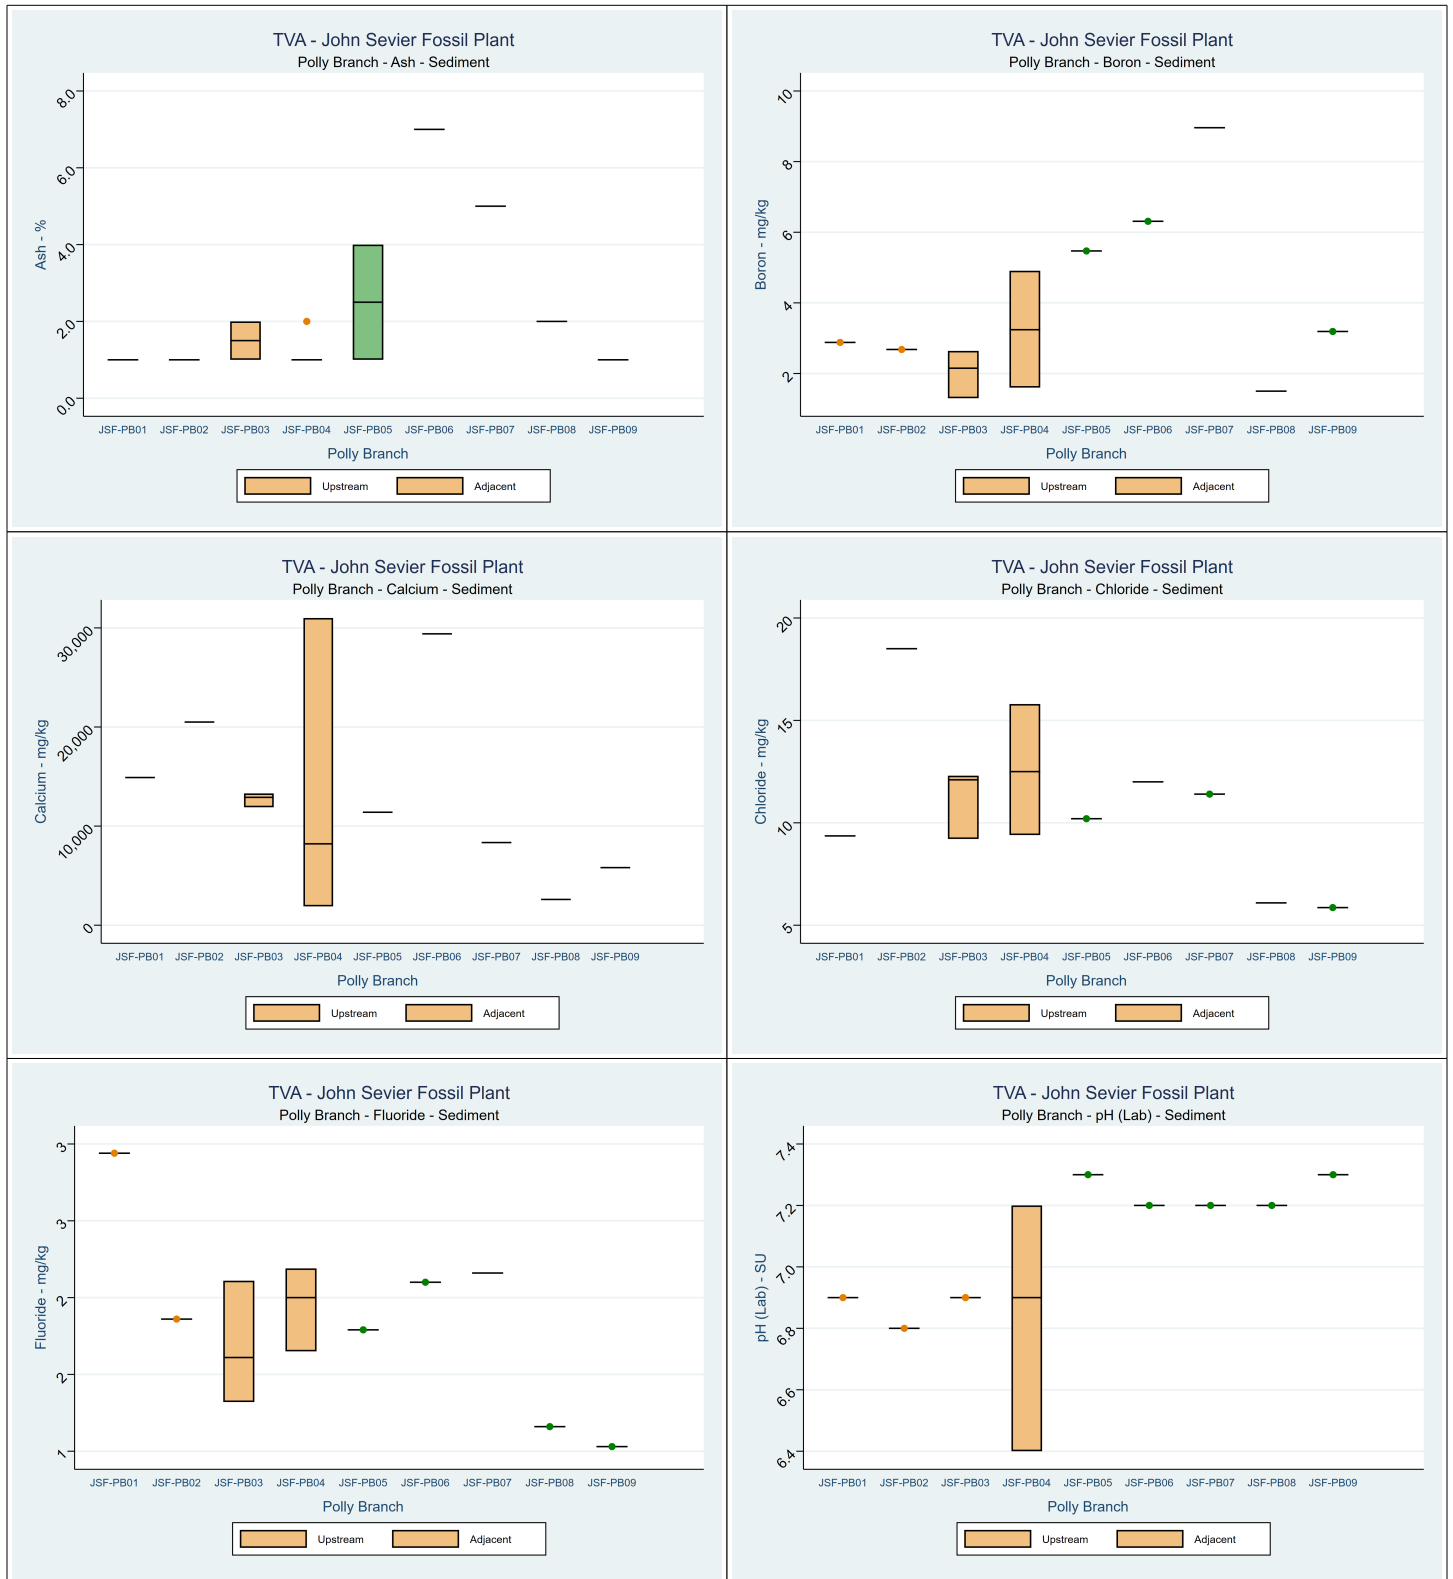 TVA - John Sevier Fossil Plant
Polly Branch - Ash - Sediment
Ash - %
8.0
6.0
4.0
2.0
0.0
JSF-PB01 JSF-PB02 JSF-PB03 JSF-PB04 JSF-PB05 JSF-PB06 JSF-PB07 JSF-PB08 JSF-PB09
Polly Branch
Upstream Adjacent
TVA - John Sevier Fossil Plant
Polly Branch - Boron - Sediment
Boron - mg/kg
10
8
6
4
2
JSF-PB01 JSF-PB02 JSF-PB03 JSF-PB04 JSF-PB05 JSF-PB06 JSF-PB07 JSF-PB08 JSF-PB09
Polly Branch
Upstream Adjacent
TVA - John Sevier Fossil Plant
Polly Branch - Calcium - Sediment
Calcium - mg/kg
30,000
20,000
10,000
0
JSF-PB01 JSF-PB02 JSF-PB03 JSF-PB04 JSF-PB05 JSF-PB06 JSF-PB07 JSF-PB08 JSF-PB09
Polly Branch
Upstream Adjacent
TVA - John Sevier Fossil Plant
Polly Branch - Chloride - Sediment
Chloride - mg/kg
20
15
10
5
JSF-PB01 JSF-PB02 JSF-PB03 JSF-PB04 JSF-PB05 JSF-PB06 JSF-PB07 JSF-PB08 JSF-PB09
Polly Branch
Upstream Adjacent
TVA - John Sevier Fossil Plant
Polly Branch - Fluoride - Sediment
Fluoride - mg/kg
3
3
2
2
1
JSF-PB01 JSF-PB02 JSF-PB03 JSF-PB04 JSF-PB05 JSF-PB06 JSF-PB07 JSF-PB08 JSF-PB09
Polly Branch
Upstream Adjacent
TVA - John Sevier Fossil Plant
Polly Branch - pH (Lab) - Sediment
pH (Lab) - SU
7.4
7.2
7.0
6.8
6.6
6.4
JSF-PB01 JSF-PB02 JSF-PB03 JSF-PB04 JSF-PB05 JSF-PB06 JSF-PB07 JSF-PB08 JSF-PB09
Polly Branch
Upstream Adjacent